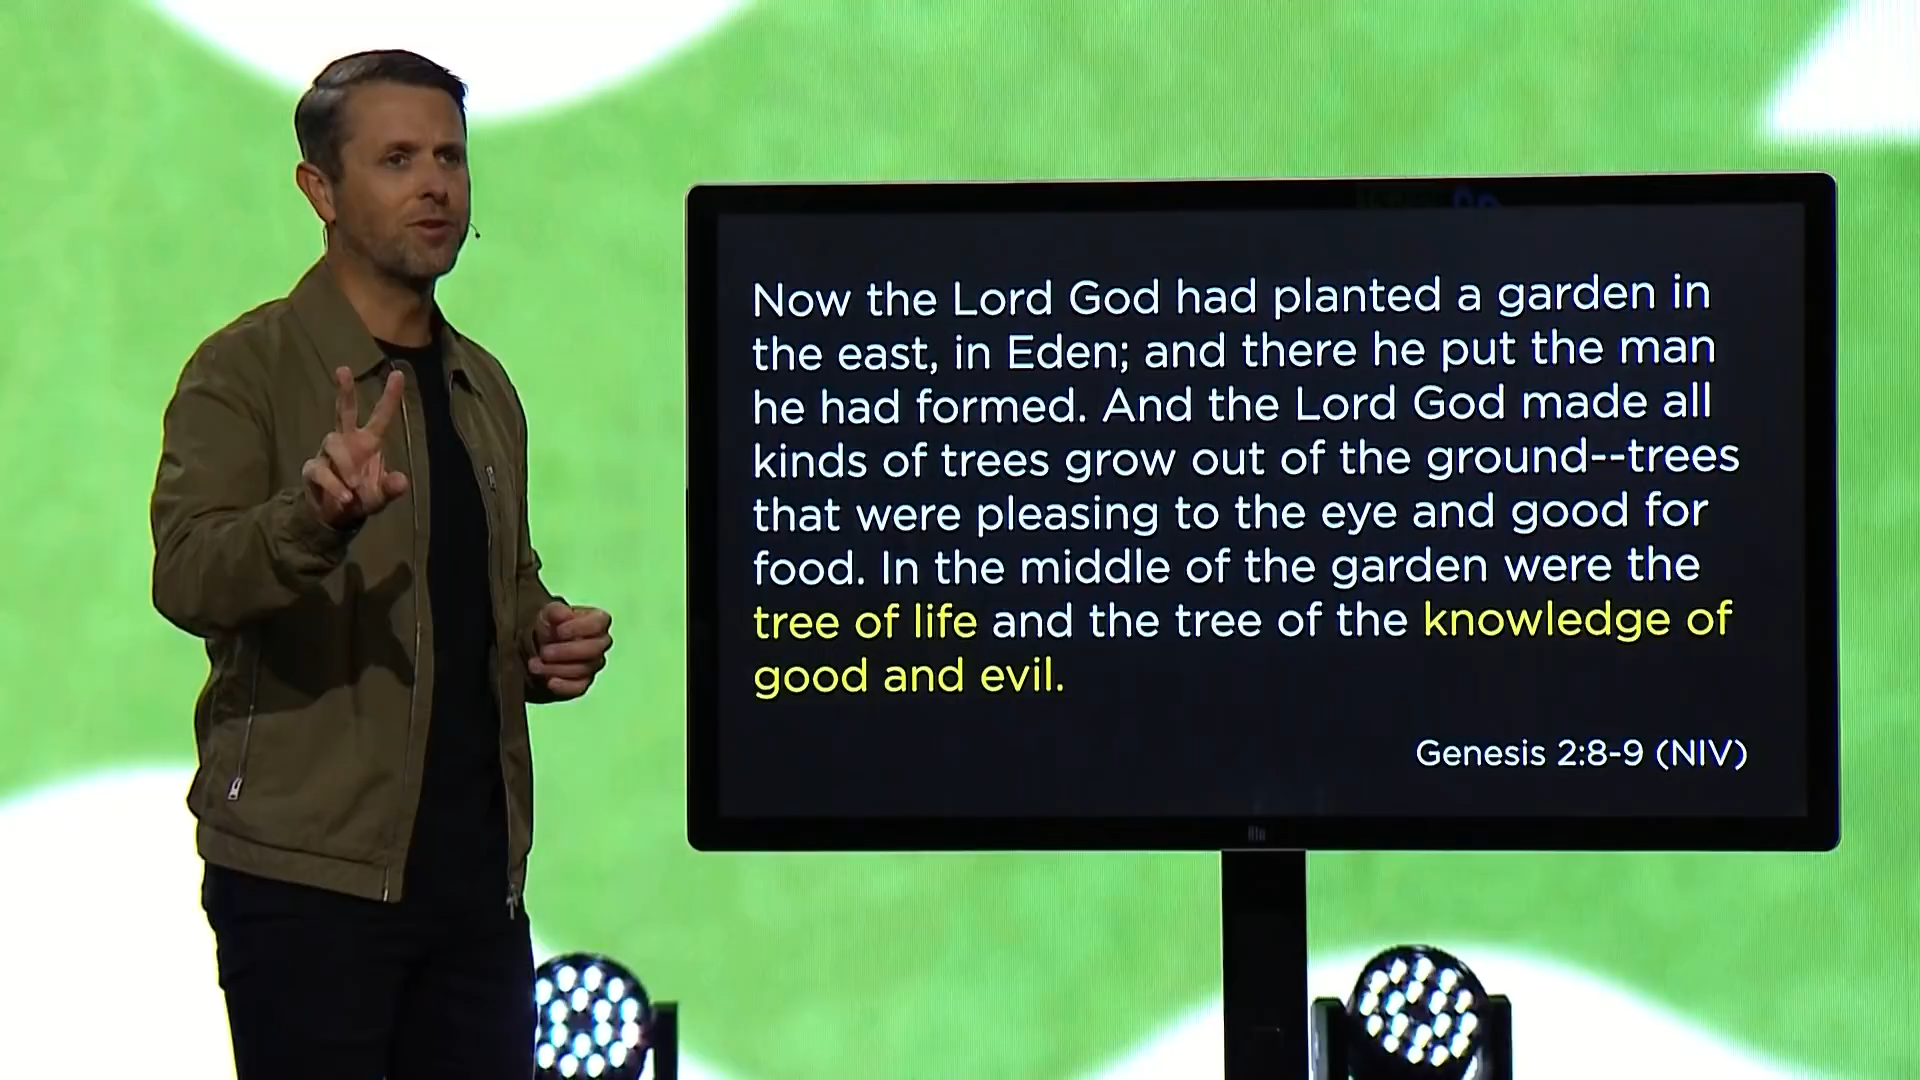 Now the Lord God had planted a garden in
the east, in Eden; and there he put the man
he had formed. And the Lord God made all
kinds of trees grow out of the ground--trees
that were pleasing to the eye and good for
food. In the middle of the garden were the
tree of life and the tree of the knowledge of
good and evil.
Genesis 2:8-9 (NIV)